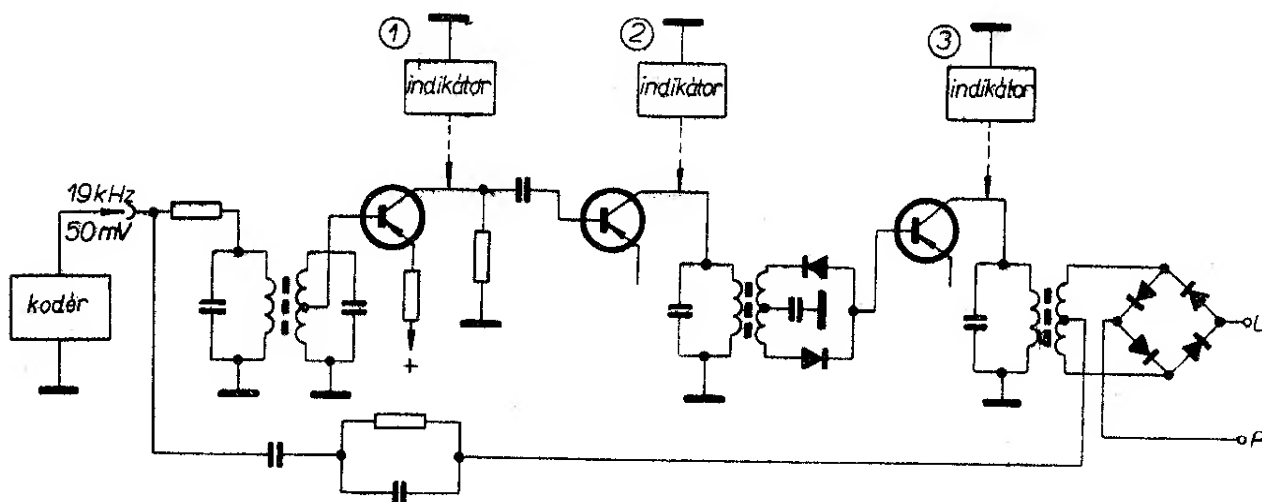 1
indikátor
2
indikátor
3
indikátor
19kHz
50mV
kodér
+
L
P